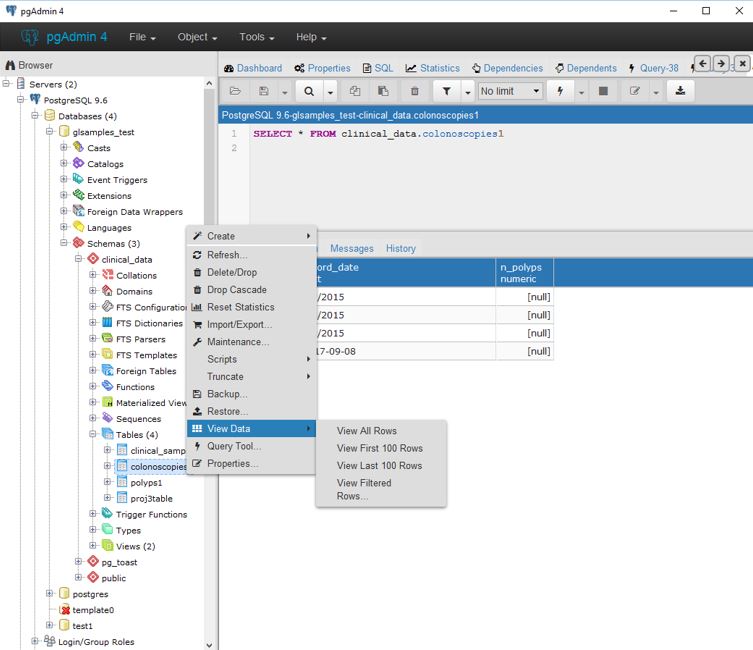 pgAdmin 4
pgAdmin 4 File Object Tools Help
Browser
Dashboard Properties SQL Statistics Dependencies Dependents Query-38
No limit
PostgreSQL 9.6-glsamples_test-clinical_data.colonoscopies1
1 SELECT * FROM clinical_data.colonoscopies1
2
Servers (2)
PostgreSQL 9.6
Databases (4)
glsamples_test
Casts
Catalogs
Event Triggers
Extensions
Foreign Data Wrappers
Languages
Schemas (3)
clinical_data
Collations
Domains
FTS Configuration
FTS Dictionaries
FTS Parsers
FTS Templates
Foreign Tables
Functions
Materialized View
Sequences
Tables (4)
clinical_samp
colonoscopies
polyps1
proj3table
Trigger Functions
Types
Views (2)
pg_toast
public
postgres
template0
test1
Login/Group Roles
Create
Refresh...
Delete/Drop
Drop Cascade
Reset Statistics
Import/Export...
Maintenance...
Scripts
Truncate
Backup...
Restore...
View Data
Query Tool...
Properties...
View All Rows
View First 100 Rows
View Last 100 Rows
View Filtered
Rows...
Messages History
ord_date n_polyps
t numeric
/2015 [null]
/2015 [null]
/2015 [null]
17-09-08 [null]